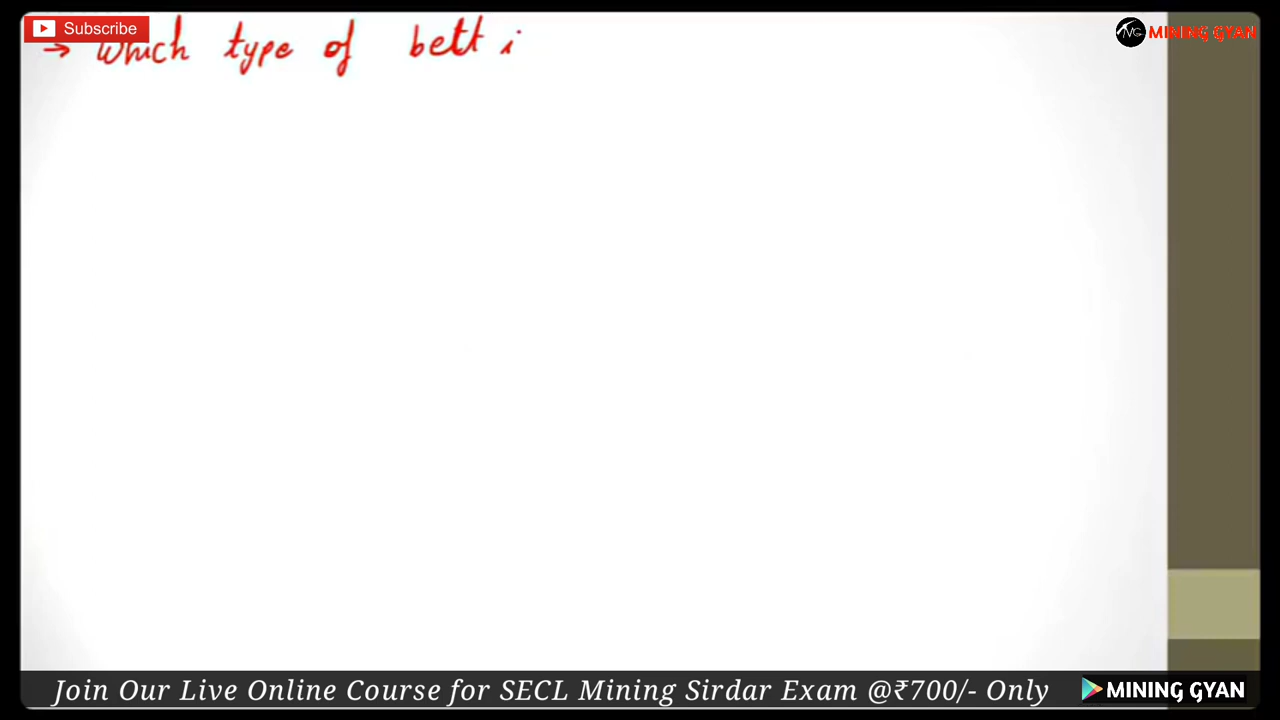 Subscribe
→ Which type of belt i
MINING GYAN
Join Our Live Online Course for SECL Mining Sirdar Exam @₹700/- Only
MINING GYAN